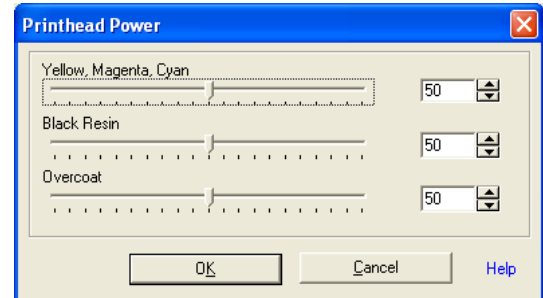 Printhead Power
Yellow, Magenta, Cyan
50
Black Resin
50
Overcoat
50
OK Cancel Help